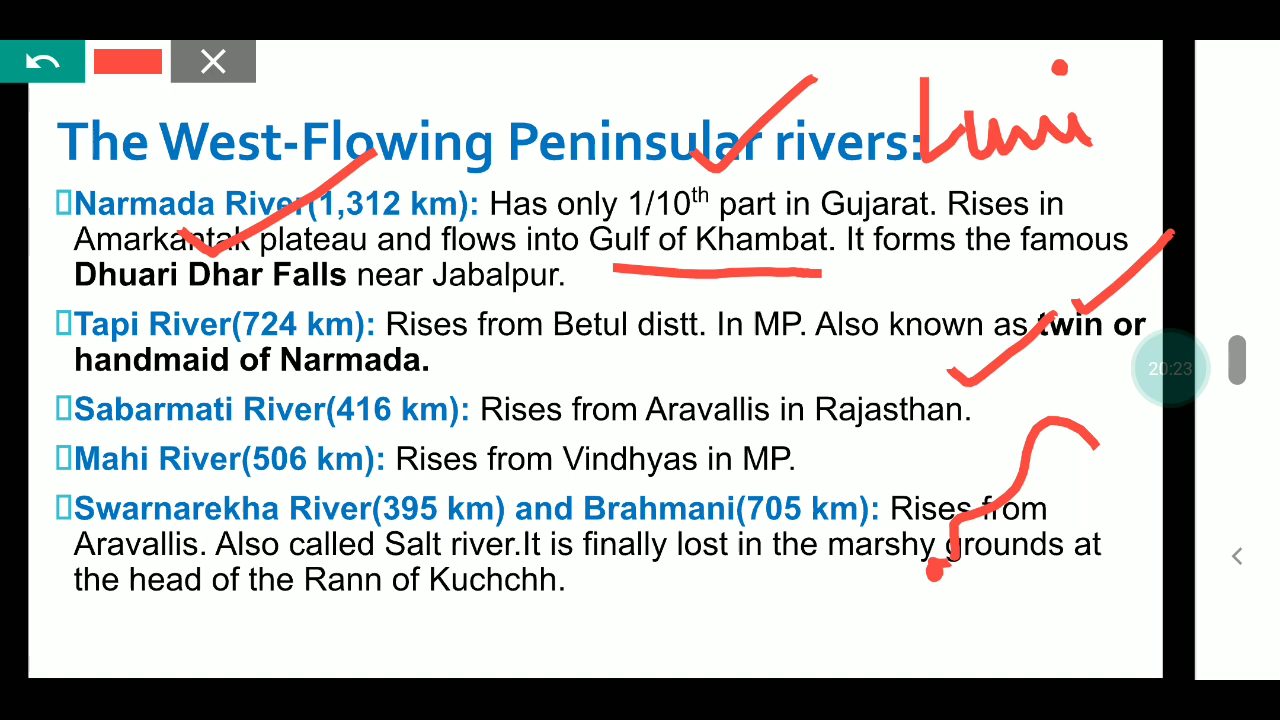 The West-Flowing Peninsular rivers:
Luni
Narmada River(1,312 km): Has only 1/10th part in Gujarat. Rises in
Amarkantak plateau and flows into Gulf of Khambat. It forms the famous
Dhuari Dhar Falls near Jabalpur.
Tapi River(724 km): Rises from Betul distt. In MP. Also known as twin or
handmaid of Narmada.
20:23
Sabarmati River(416 km): Rises from Aravallis in Rajasthan.
Mahi River(506 km): Rises from Vindhyas in MP.
Swarnarekha River(395 km) and Brahmani(705 km): Rises from
Aravallis. Also called Salt river.It is finally lost in the marshy grounds at
the head of the Rann of Kuchchh.